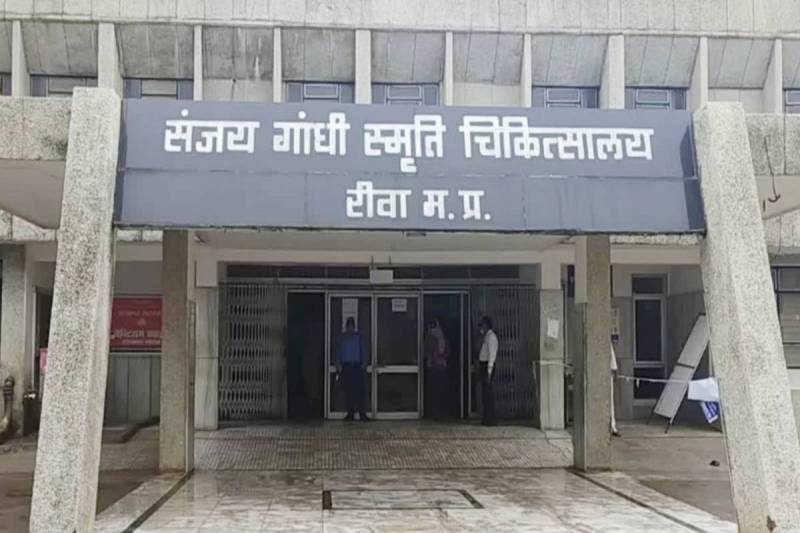 संजय गांधी स्मृति चिकित्सालय
रीवा म. प्र.